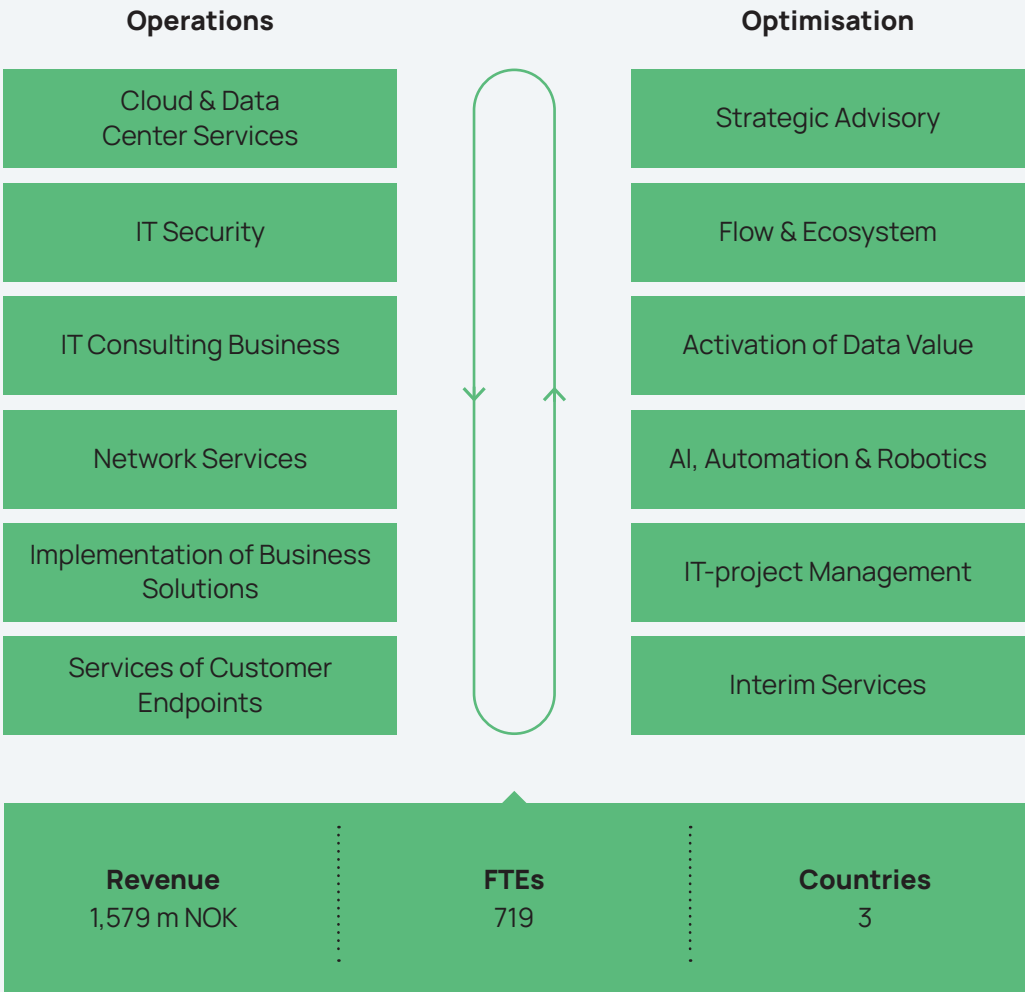 Operations
Cloud & Data
Center Services
IT Security
IT Consulting Business
Network Services
Implementation of Business
Solutions
Services of Customer
Endpoints
Optimisation
Strategic Advisory
Flow & Ecosystem
Activation of Data Value
AI, Automation & Robotics
IT-project Management
Interim Services
Revenue
1,579 m NOK
FTEs
719
Countries
3